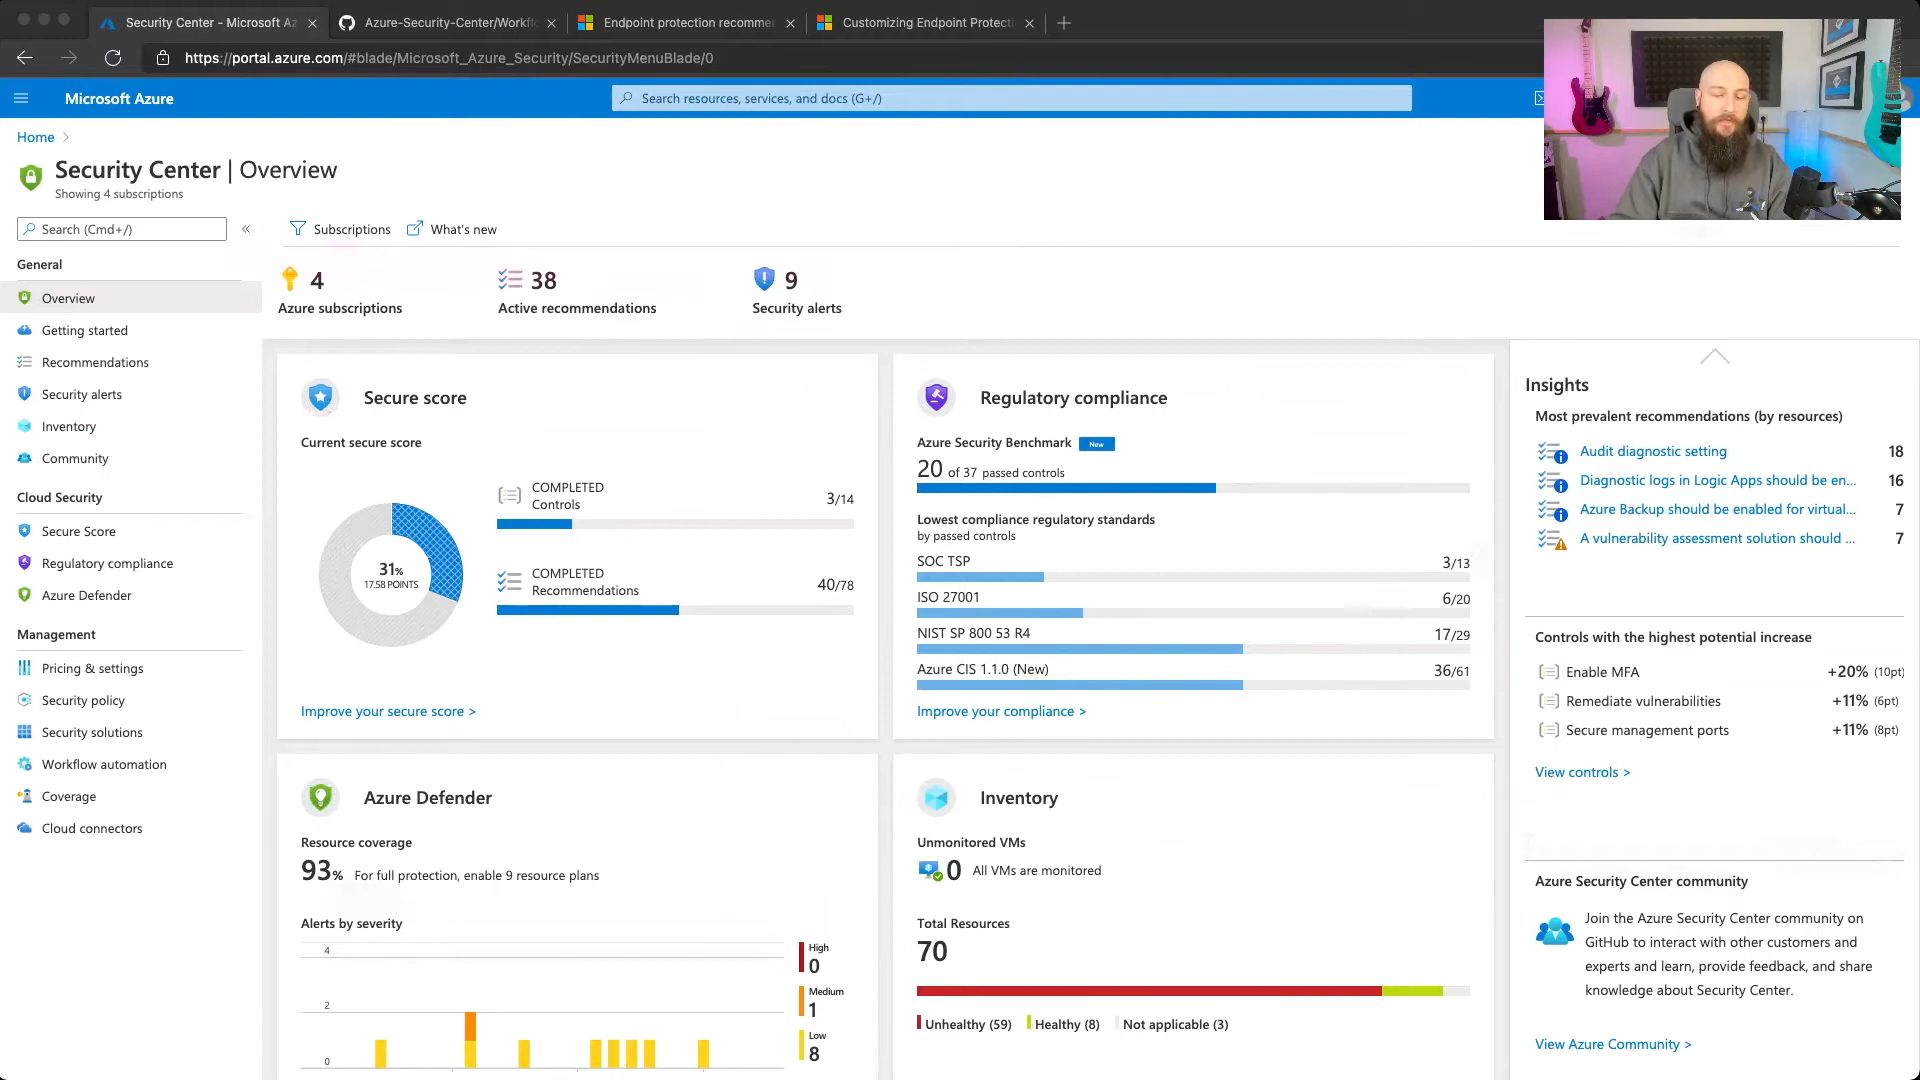 Security Center - Microsoft Az
Azure-Security-Center/Workfl
Endpoint protection recomme
Customizing Endpoint Protect
https://portal.azure.com/#blade/Microsoft_Azure_Security/SecurityMenuBlade/0
Microsoft Azure
Search resources, services, and docs (G+/)
Home
Security Center | Overview
Showing 4 subscriptions
Search (Cmd+/)
«
Subscriptions
What's new
General
Overview
Getting started
Recommendations
Security alerts
Inventory
Community
Cloud Security
Secure Score
Regulatory compliance
Azure Defender
Management
Pricing & settings
Security policy
Security solutions
Workflow automation
Coverage
Cloud connectors
4
Azure subscriptions
38
Active recommendations
9
Security alerts
Secure score
Current secure score
31%
17.58 POINTS
COMPLETED
Controls
3/14
COMPLETED
Recommendations
40/78
Improve your secure score >
Regulatory compliance
Azure Security Benchmark New
20 of 37 passed controls
Lowest compliance regulatory standards
by passed controls
SOC TSP 3/13
ISO 27001 6/20
NIST SP 800 53 R4 17/29
Azure CIS 1.1.0 (New) 36/61
Improve your compliance >
Azure Defender
Resource coverage
93% For full protection, enable 9 resource plans
Alerts by severity
4
2
0
High
0
Medium
1
Low
8
Inventory
Unmonitored VMs
0 All VMs are monitored
Total Resources
70
Unhealthy (59) Healthy (8) Not applicable (3)
Insights
Most prevalent recommendations (by resources)
Audit diagnostic setting 18
Diagnostic logs in Logic Apps should be en... 16
Azure Backup should be enabled for virtual... 7
A vulnerability assessment solution should ... 7
Controls with the highest potential increase
Enable MFA +20% (10pt)
Remediate vulnerabilities +11% (6pt)
Secure management ports +11% (8pt)
View controls >
Azure Security Center community
Join the Azure Security Center community on
GitHub to interact with other customers and
experts and learn, provide feedback, and share
knowledge about Security Center.
View Azure Community >